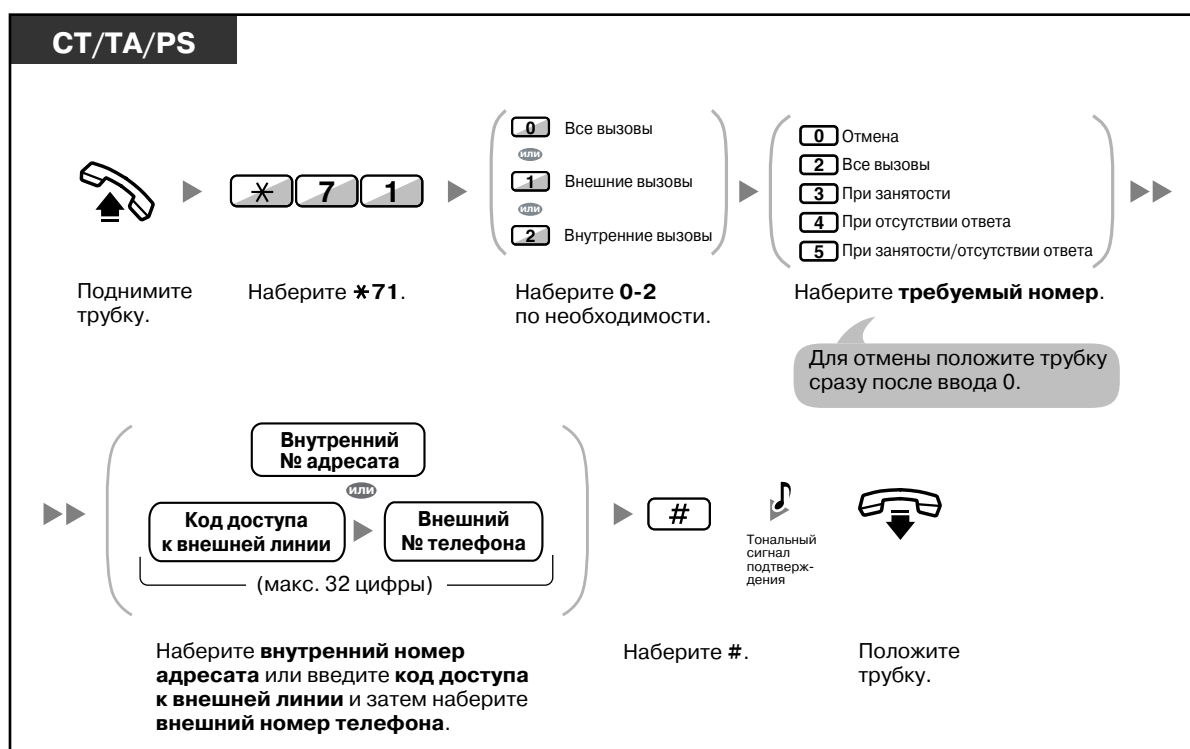 СТ/ТА/PS
0 Все вызовы
или
1 Внешние вызовы
или
2 Внутренние вызовы
0 Отмена
2 Все вызовы
3 При занятости
4 При отсутствии ответа
5 При занятости/отсутствии ответа
* 7 1
Поднимите
трубку.
Наберите *71.
Наберите 0-2
по необходимости.
Наберите требуемый номер.
Для отмены положите трубку
сразу после ввода 0.
Внутренний
№ адресата
или
Код доступа
к внешней линии
Внешний
№ телефона
(макс. 32 цифры)
#
Тональный
сигнал
подтверж-
дения
Наберите внутренний номер
адресата или введите код доступа
к внешней линии и затем наберите
внешний номер телефона.
Наберите #.
Положите
трубку.